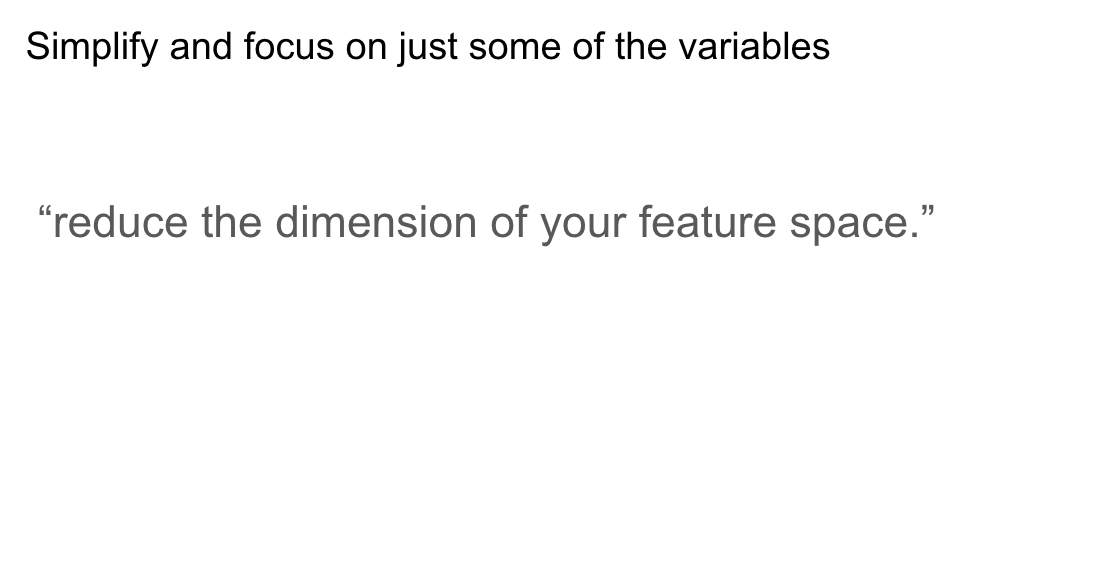 Simplify and focus on just some of the variables
“reduce the dimension of your feature space.”